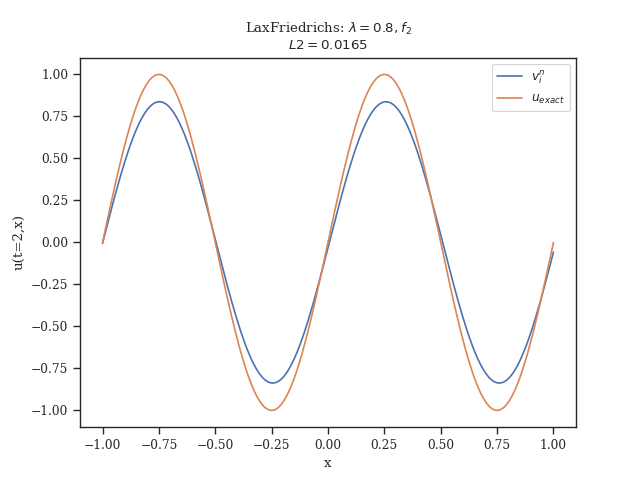 LaxFriedrichs: λ = 0.8, f₂
L2 = 0.0165
1.00
0.75
0.50
0.25
0.00
−0.25
−0.50
−0.75
−1.00
u(t=2,x)
−1.00 −0.75 −0.50 −0.25 0.00 0.25 0.50 0.75 1.00
x
vᵢⁿ
u_exact